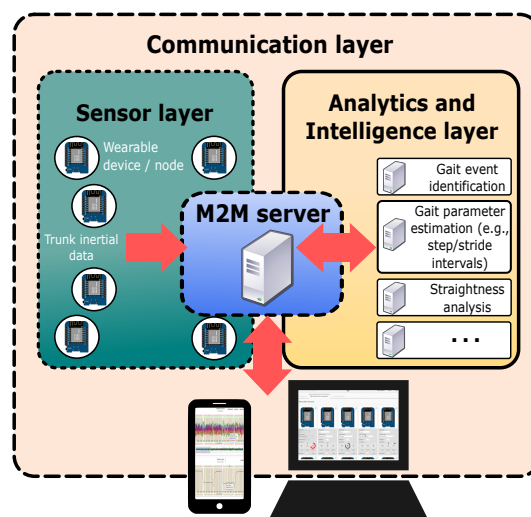 Communication layer
Sensor layer
Wearable
device / node
Trunk inertial
data
M2M server
Analytics and
Intelligence layer
Gait event
identification
Gait parameter
estimation (e.g.,
step/stride
intervals)
Straightness
analysis
...